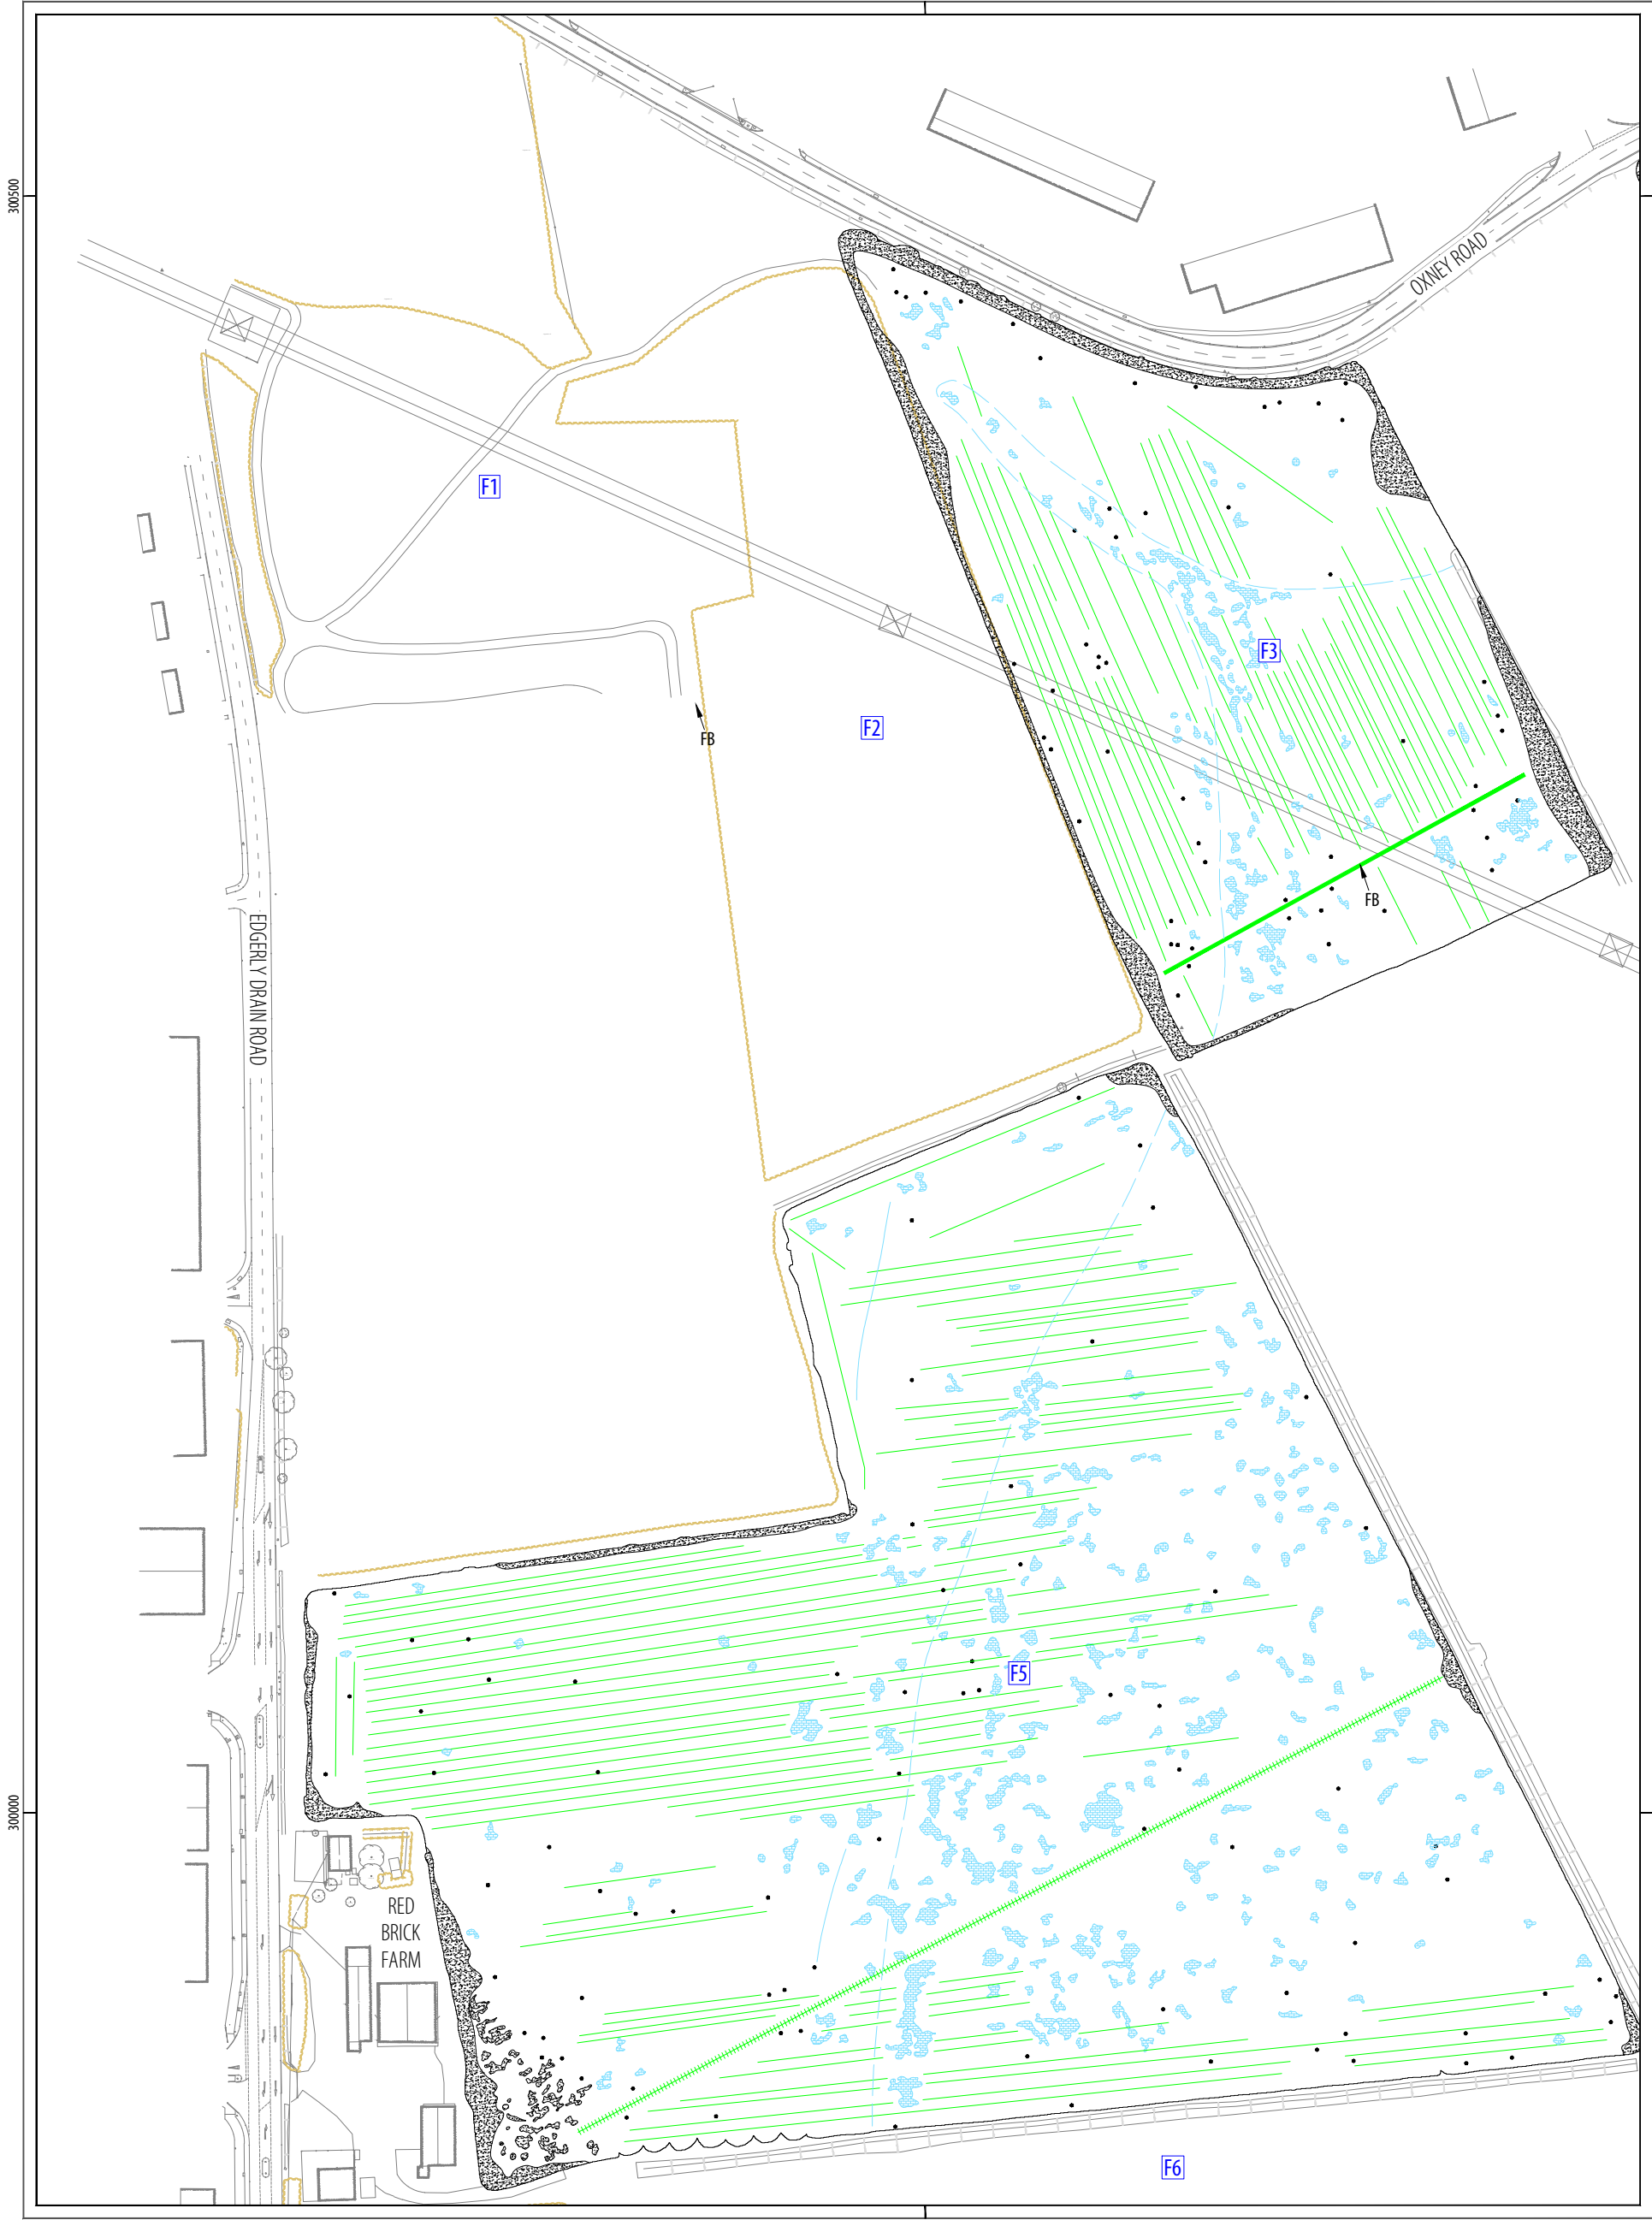 300500
OXNEY ROAD
F1
F3
F2
FB
FB
EDGERLY DRAIN ROAD
F5
300000
RED
BRICK
FARM
F6